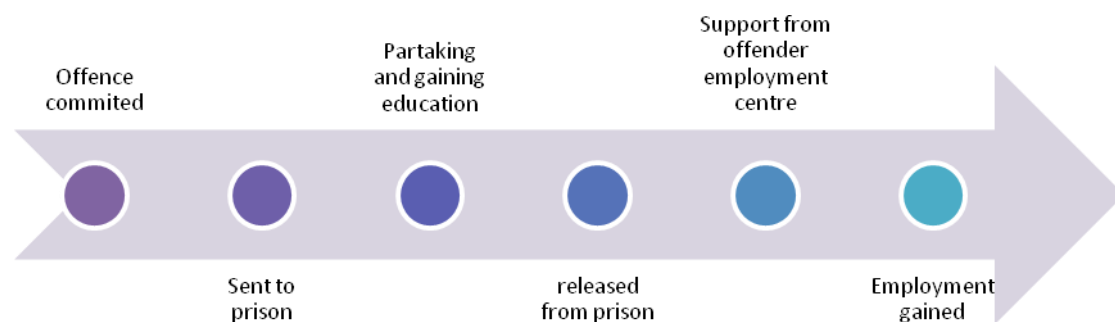 Offence
commited
Sent to
prison
Partaking
and gaining
education
released
from prison
Support from
offender
employment
centre
Employment
gained